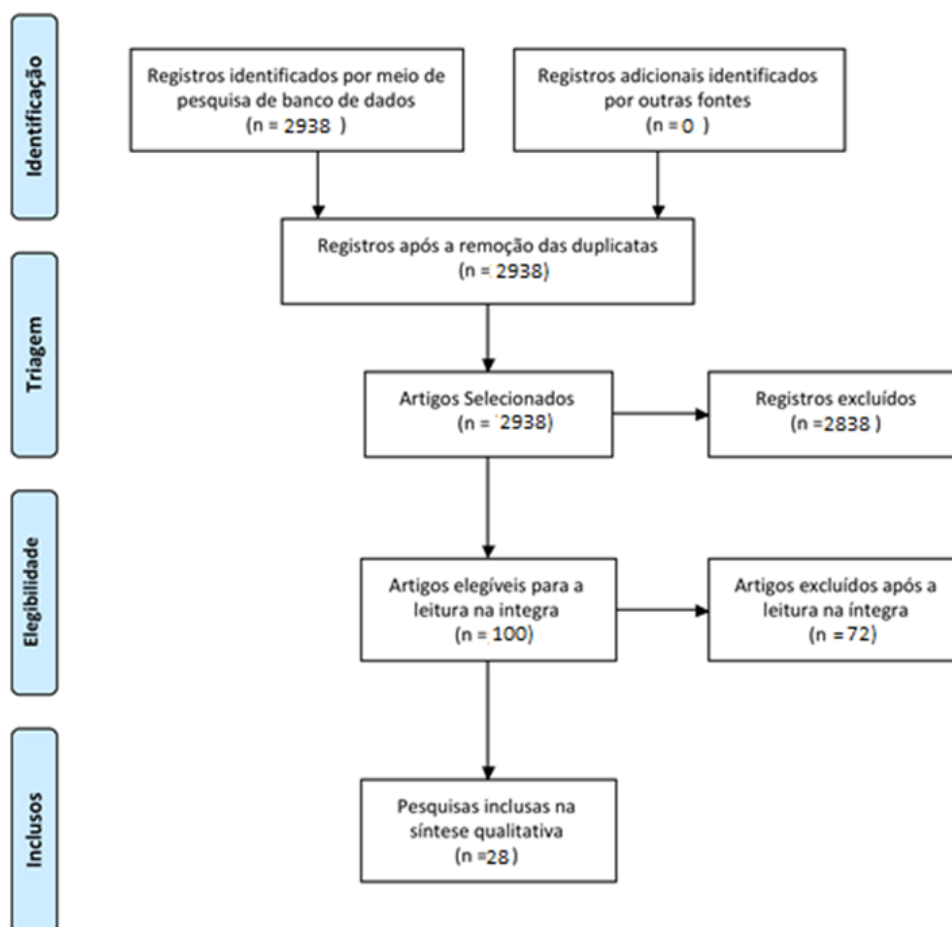 Identificação
Registros identificados por meio de
pesquisa de banco de dados
(n = 2938 )
Registros adicionais identificados
por outras fontes
(n = 0 )
Registros após a remoção das duplicatas
(n = 2938)
Triagem
Artigos Selecionados
(n = 2938)
Registros excluídos
(n =2838 )
Elegibilidade
Artigos elegíveis para a
leitura na integra
(n = 100)
Artigos excluídos após a
leitura na íntegra
(n = 72)
Inclusos
Pesquisas inclusas na
síntese qualitativa
(n =28 )